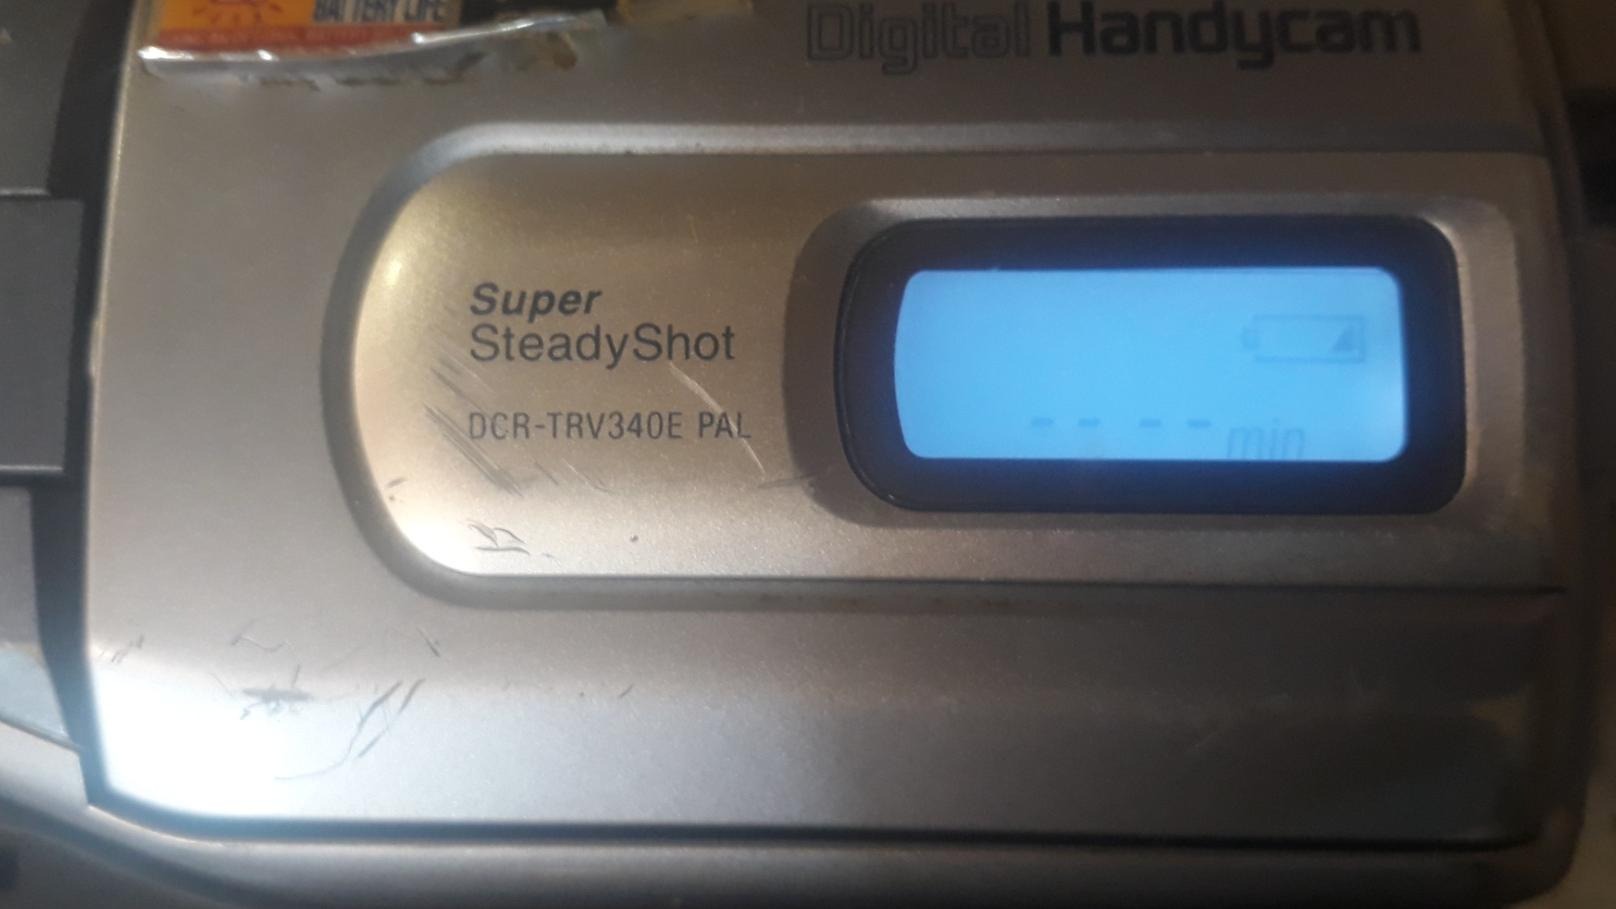 BATTERY LIFE
Digital Handycam
Super
SteadyShot
DCR-TRV340E PAL
- - - - min